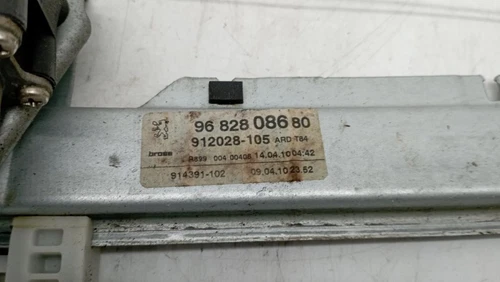 96 828 086 80
912028-105 ARD T84
brose R899 004 00408 14.04.10 04:42
914391-102 09.04.10 23:52